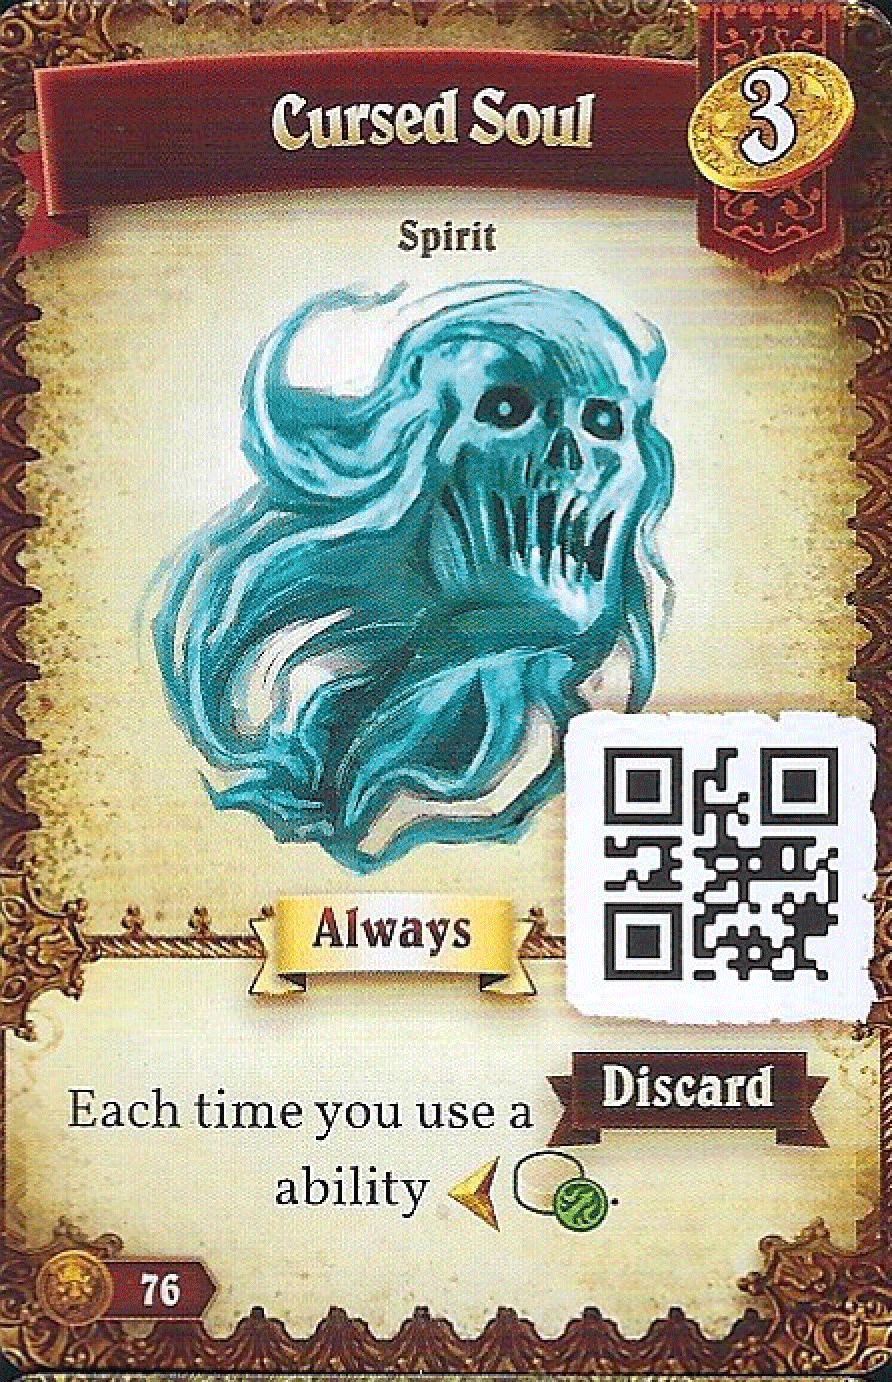 Cursed Soul
3
Spirit
Always
Each time you use a Discard
ability .
76